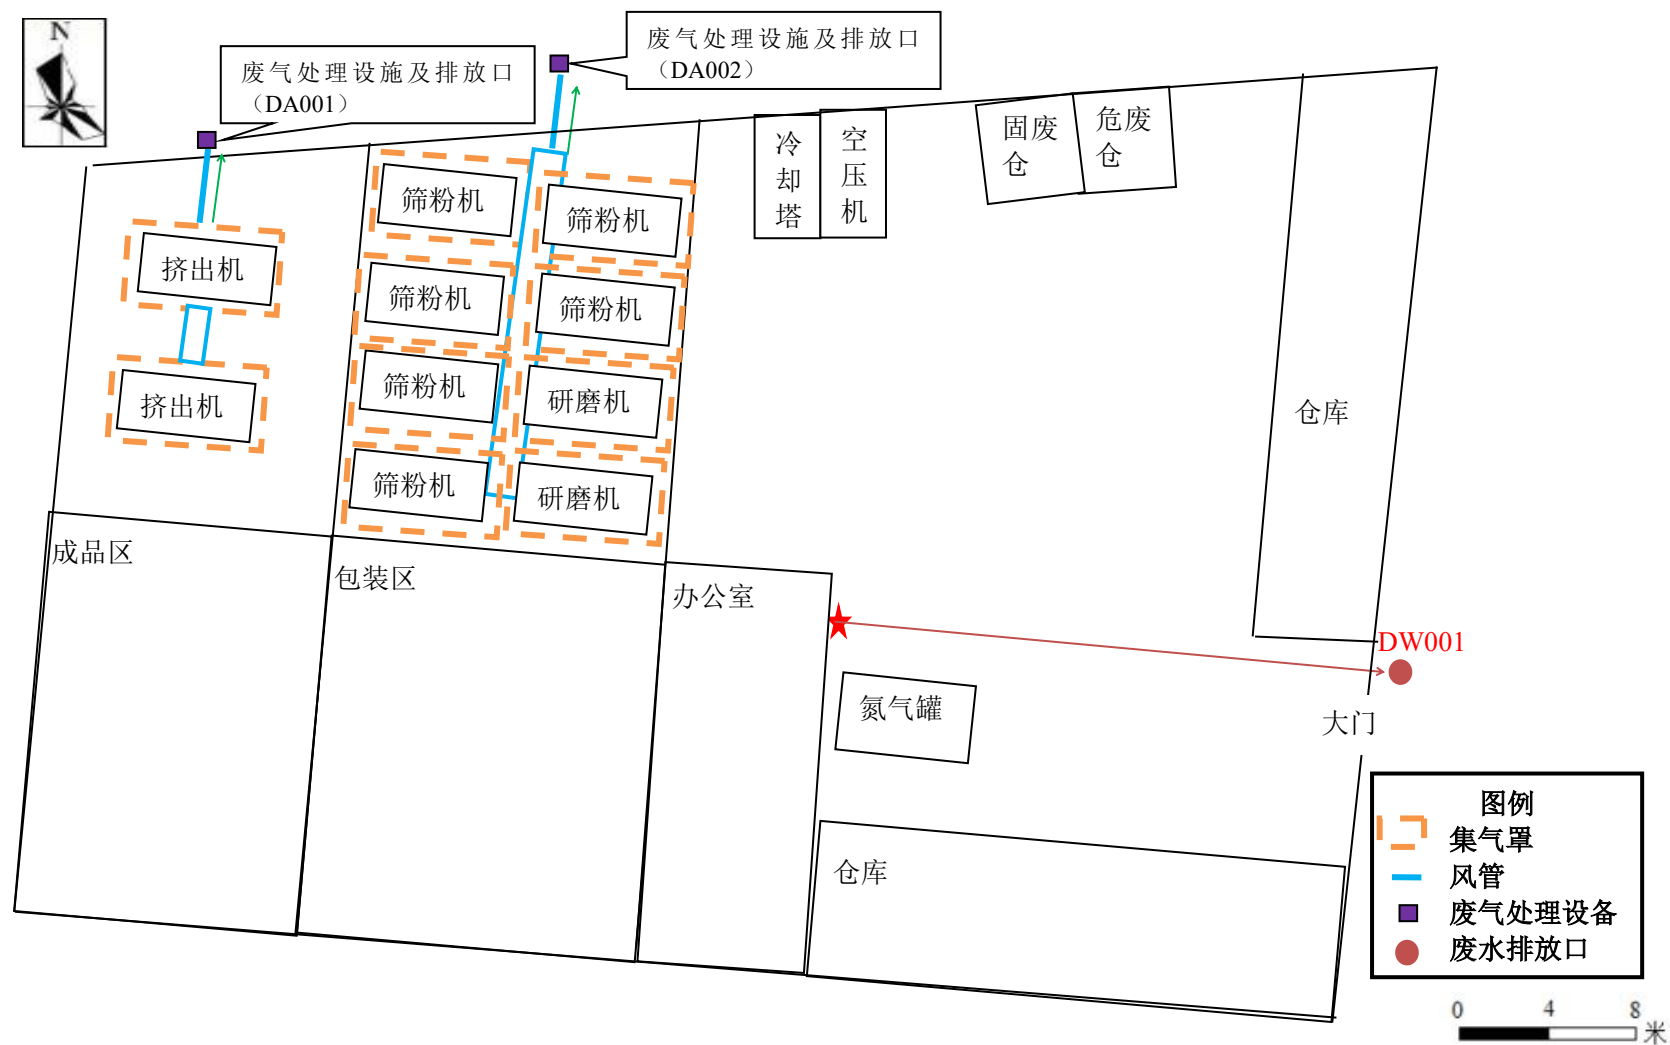 N
废气处理设施及排放口
（DA001）
废气处理设施及排放口
（DA002）
冷却塔
空压机
固废仓
危废仓
筛粉机
筛粉机
挤出机
筛粉机
筛粉机
挤出机
筛粉机
研磨机
筛粉机
研磨机
仓库
成品区
包装区
办公室
DW001
氮气罐
大门
仓库
图例
集气罩
风管
废气处理设备
废水排放口
0 4 8
米